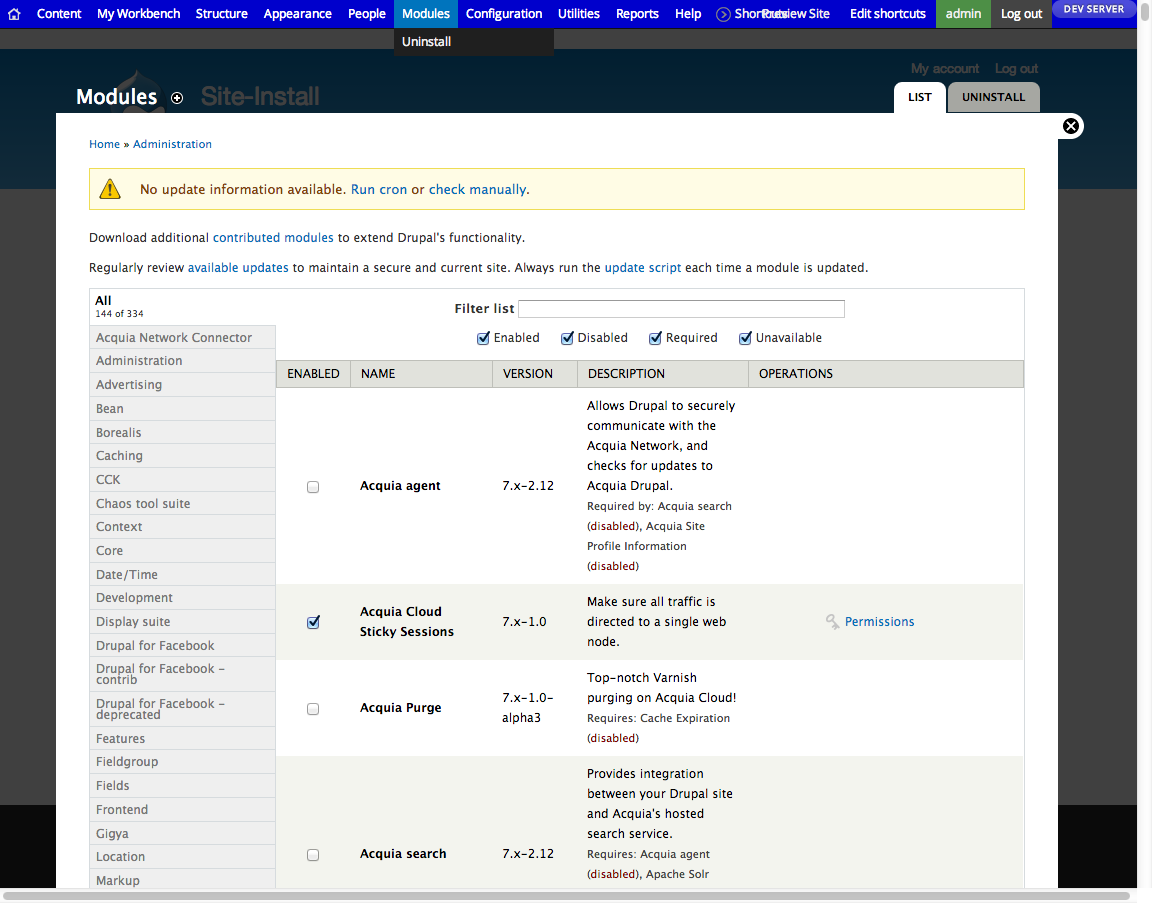 Content My Workbench Structure Appearance People Modules Configuration Utilities Reports Help Shortcuts Preview Site Edit shortcuts admin Log out DEV SERVER
Uninstall
My account Log out
Modules Site-Install LIST UNINSTALL
Home » Administration
No update information available. Run cron or check manually.
Download additional contributed modules to extend Drupal's functionality.
Regularly review available updates to maintain a secure and current site. Always run the update script each time a module is updated.
All
144 of 334
Acquia Network Connector
Administration
Advertising
Bean
Borealis
Caching
CCK
Chaos tool suite
Context
Core
Date/Time
Development
Display suite
Drupal for Facebook
Drupal for Facebook -
contrib
Drupal for Facebook -
deprecated
Features
Fieldgroup
Fields
Frontend
Gigya
Location
Markup
Filter list
Enabled Disabled Required Unavailable
ENABLED NAME VERSION DESCRIPTION OPERATIONS
Acquia agent
7.x-2.12
Allows Drupal to securely
communicate with the
Acquia Network, and
checks for updates to
Acquia Drupal.
Required by: Acquia search
(disabled), Acquia Site
Profile Information
(disabled)
Acquia Cloud
Sticky Sessions
7.x-1.0
Make sure all traffic is
directed to a single web
node.
Permissions
Acquia Purge
7.x-1.0-
alpha3
Top-notch Varnish
purging on Acquia Cloud!
Requires: Cache Expiration
(disabled)
Acquia search
7.x-2.12
Provides integration
between your Drupal site
and Acquia's hosted
search service.
Requires: Acquia agent
(disabled), Apache Solr